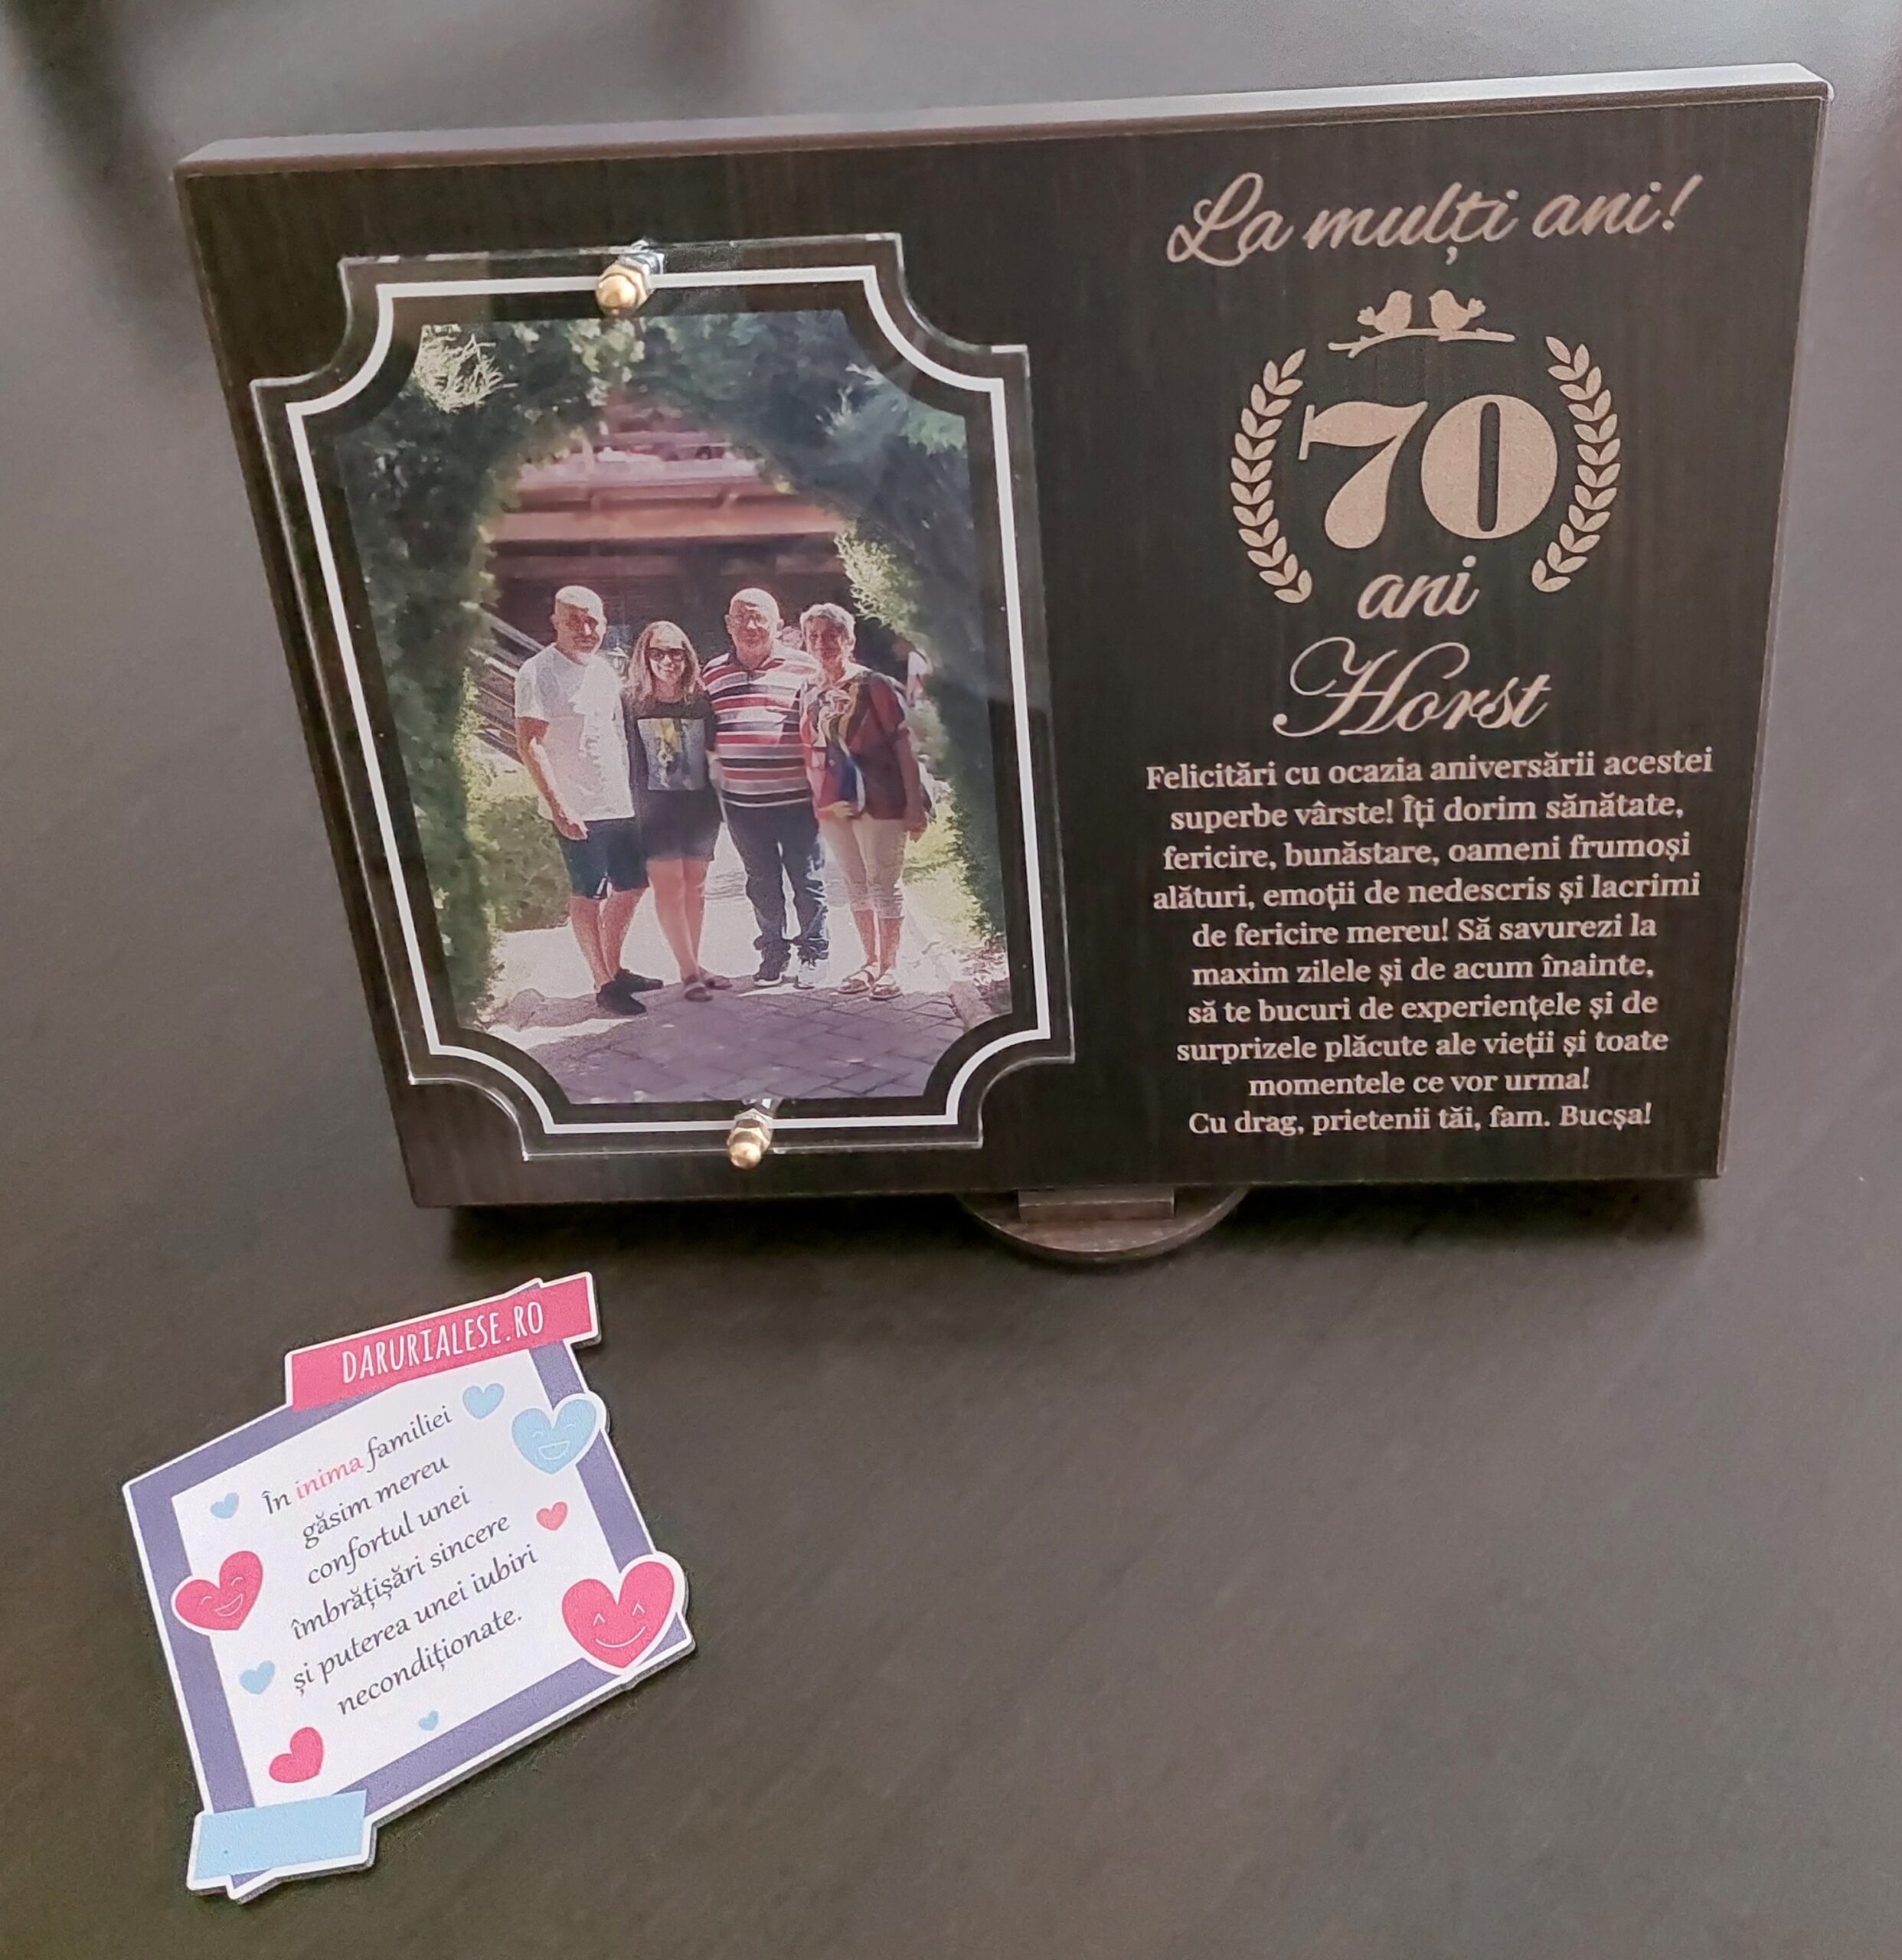 La mulți ani!
70
ani
Horst
Felicitări cu ocazia aniversării acestei
superbe vârste! Îți dorim sănătate,
fericire, bunăstare, oameni frumoși
alături, emoții de nedescris și lacrimi
de fericire mereu! Să savurezi la
maxim zilele și de acum înainte,
să te bucuri de experiențele și de
surprizele plăcute ale vieții și toate
momentele ce vor urma!
Cu drag, prietenii tăi, fam. Bucșa!
DARURIALESE.RO
În inima familiei
găsim mereu
confortul unei
îmbrățișări sincere
și puterea unei iubiri
necondiționate.